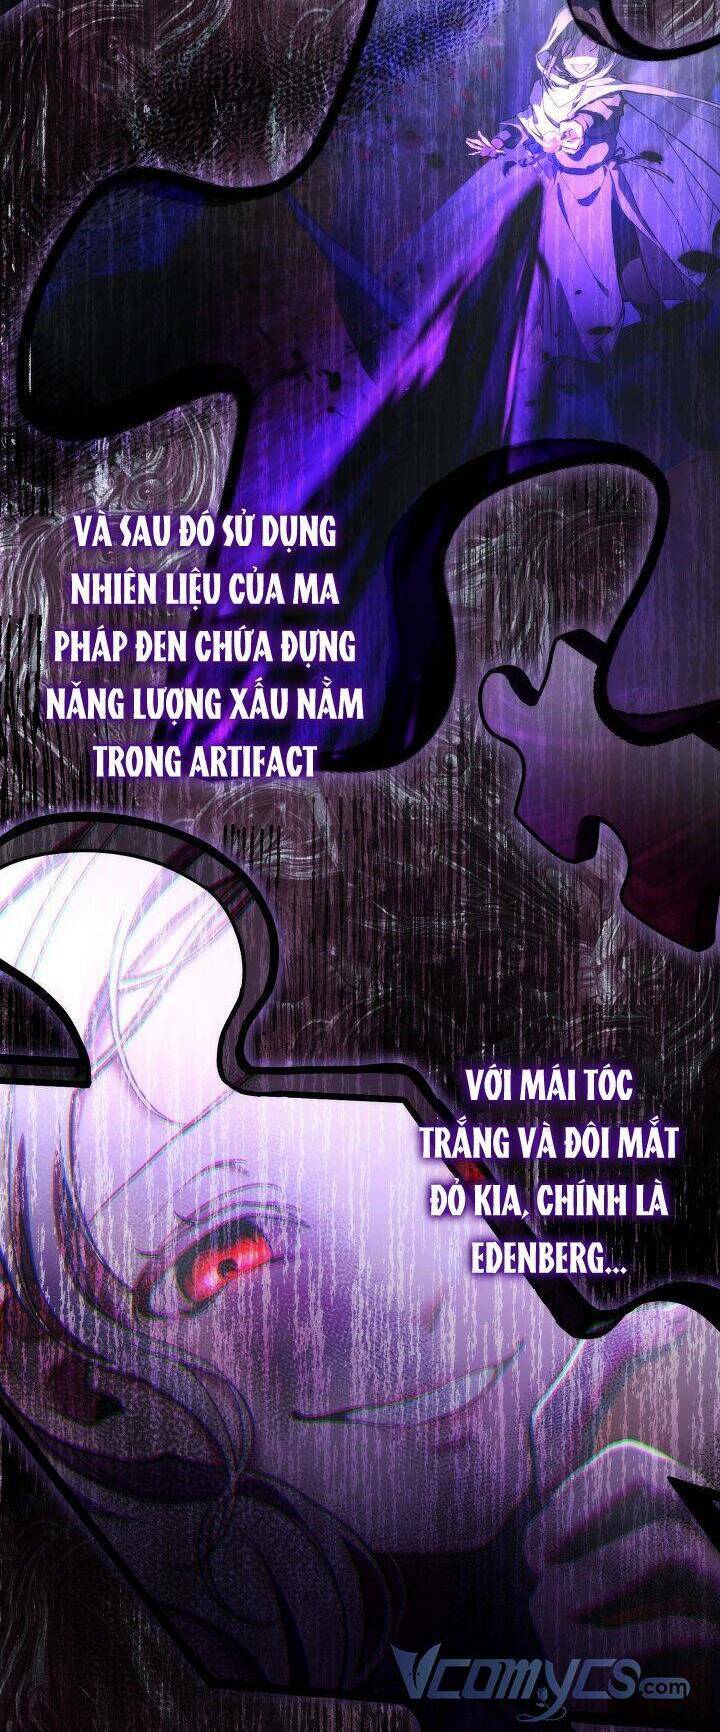 VÀ SAU ĐÓ SỬ DỤNG
NHIÊN LIỆU CỦA MA
PHÁP ĐEN CHỨA ĐỰNG
NĂNG LƯỢNG XẤU NẰM
TRONG ARTIFACT
VỚI MÁI TÓC
TRẮNG VÀ ĐÔI MẮT
ĐỎ KIA, CHÍNH LÀ
EDENBERG...
VCOMYCS.com